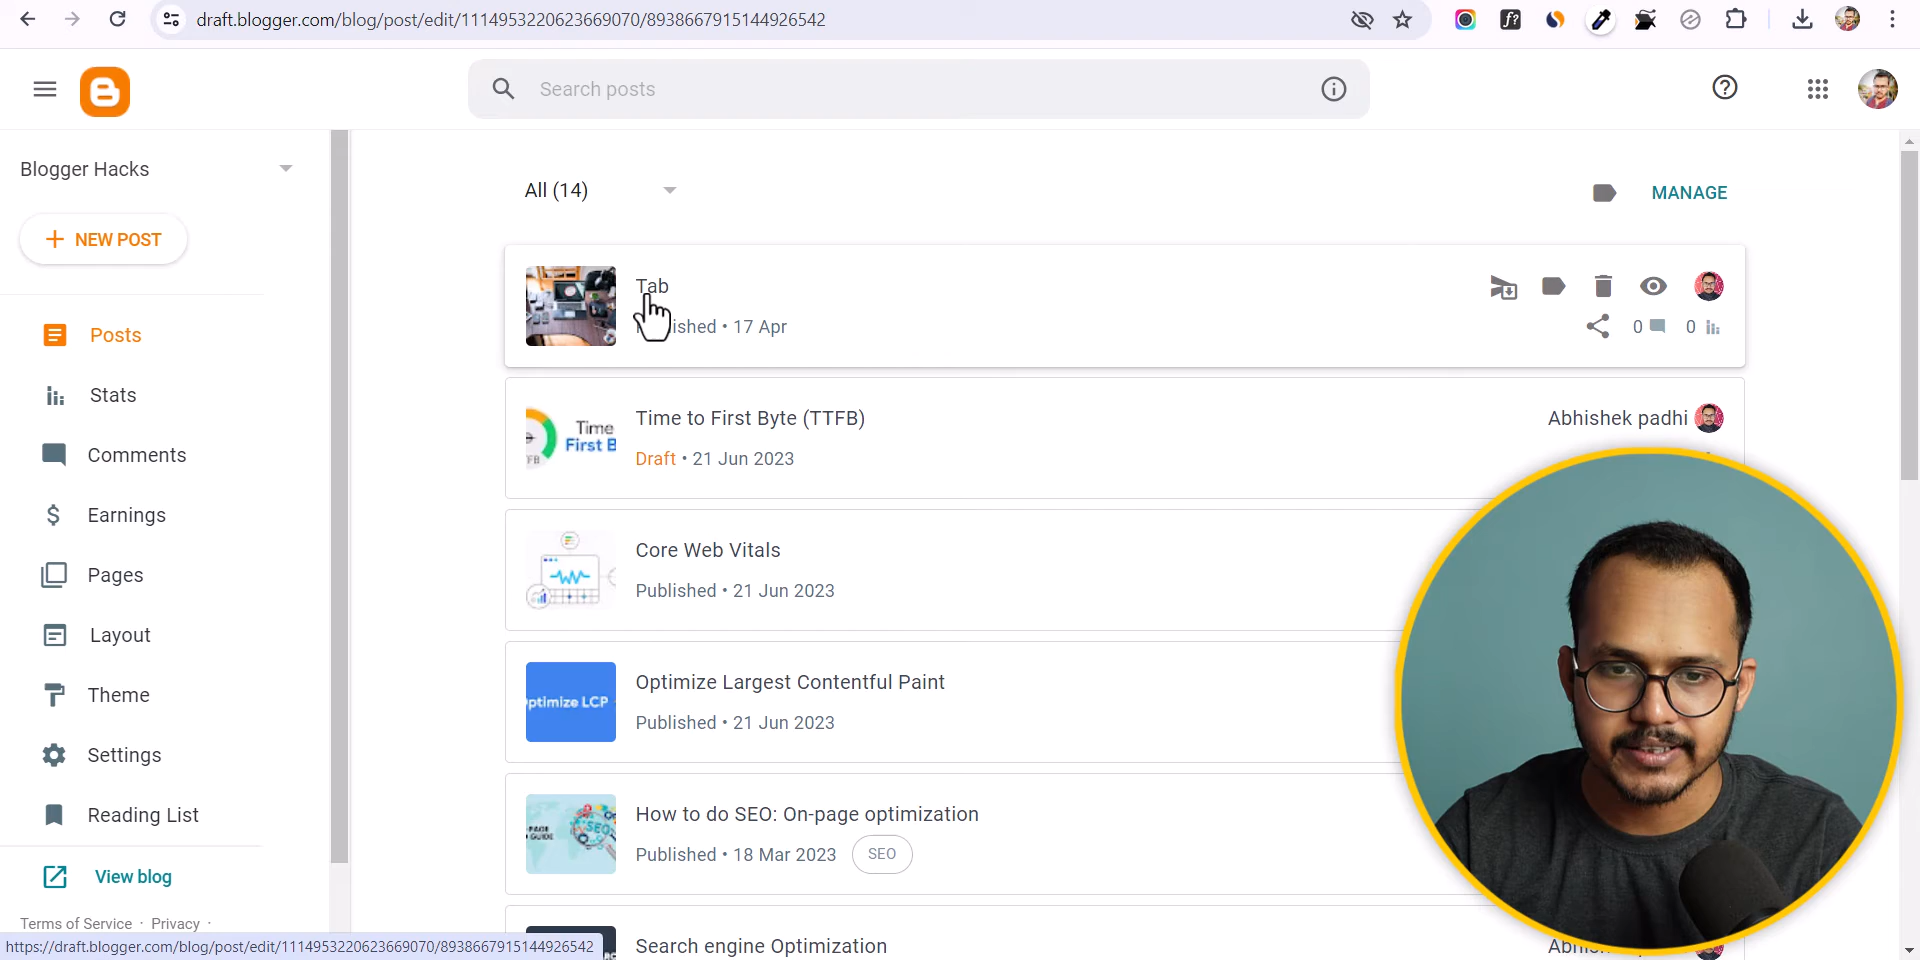 draft.blogger.com/blog/post/edit/1114953220623669070/8938667915144926542
Search posts
Blogger Hacks
NEW POST
Posts
Stats
Comments
Earnings
Pages
Layout
Theme
Settings
Reading List
View blog
Terms of Service · Privacy ·
https://draft.blogger.com/blog/post/edit/1114953220623669070/8938667915144926542
All (14)
MANAGE
Tab
• 17 Apr
0
0
Time First B
Time to First Byte (TTFB)
Abhishek padhi
Draft • 21 Jun 2023
Core Web Vitals
Published • 21 Jun 2023
ptimize LCP
Optimize Largest Contentful Paint
Published • 21 Jun 2023
How to do SEO: On-page optimization
Published • 18 Mar 2023
SEO
Search engine Optimization